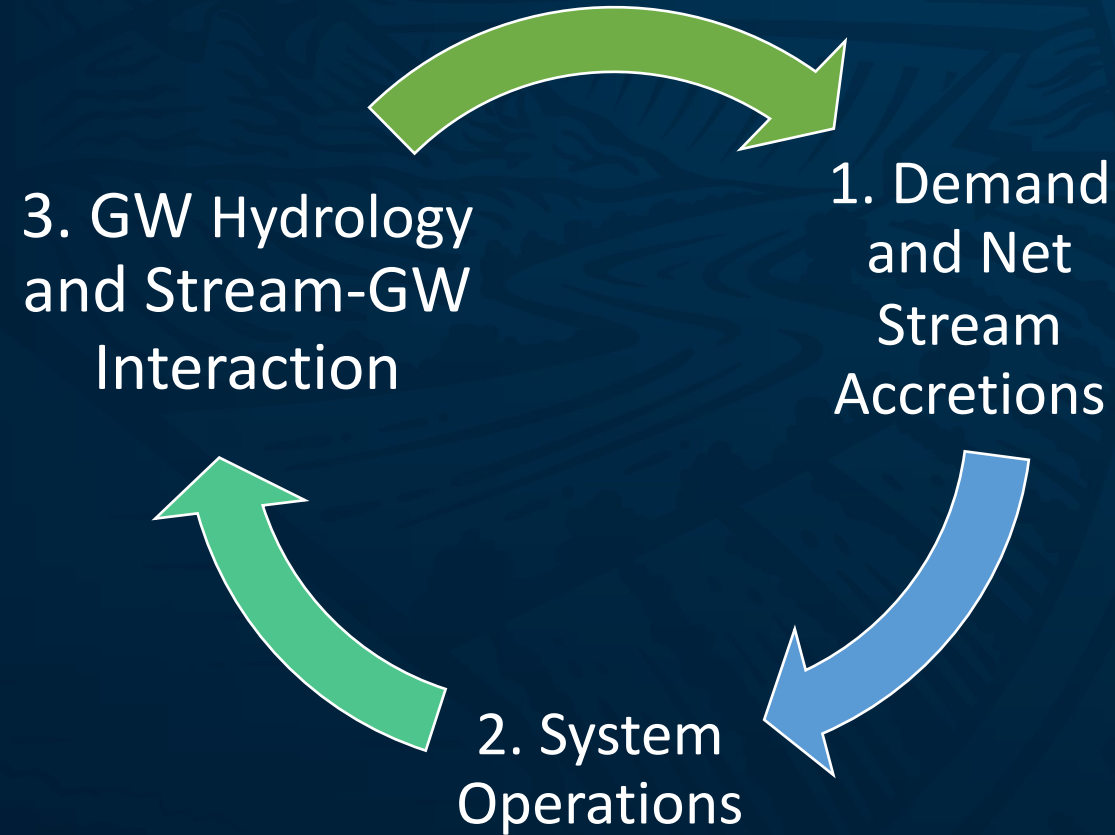 1. Demand
and Net
Stream
Accretions
2. System
Operations
3. GW Hydrology
and Stream-GW
Interaction